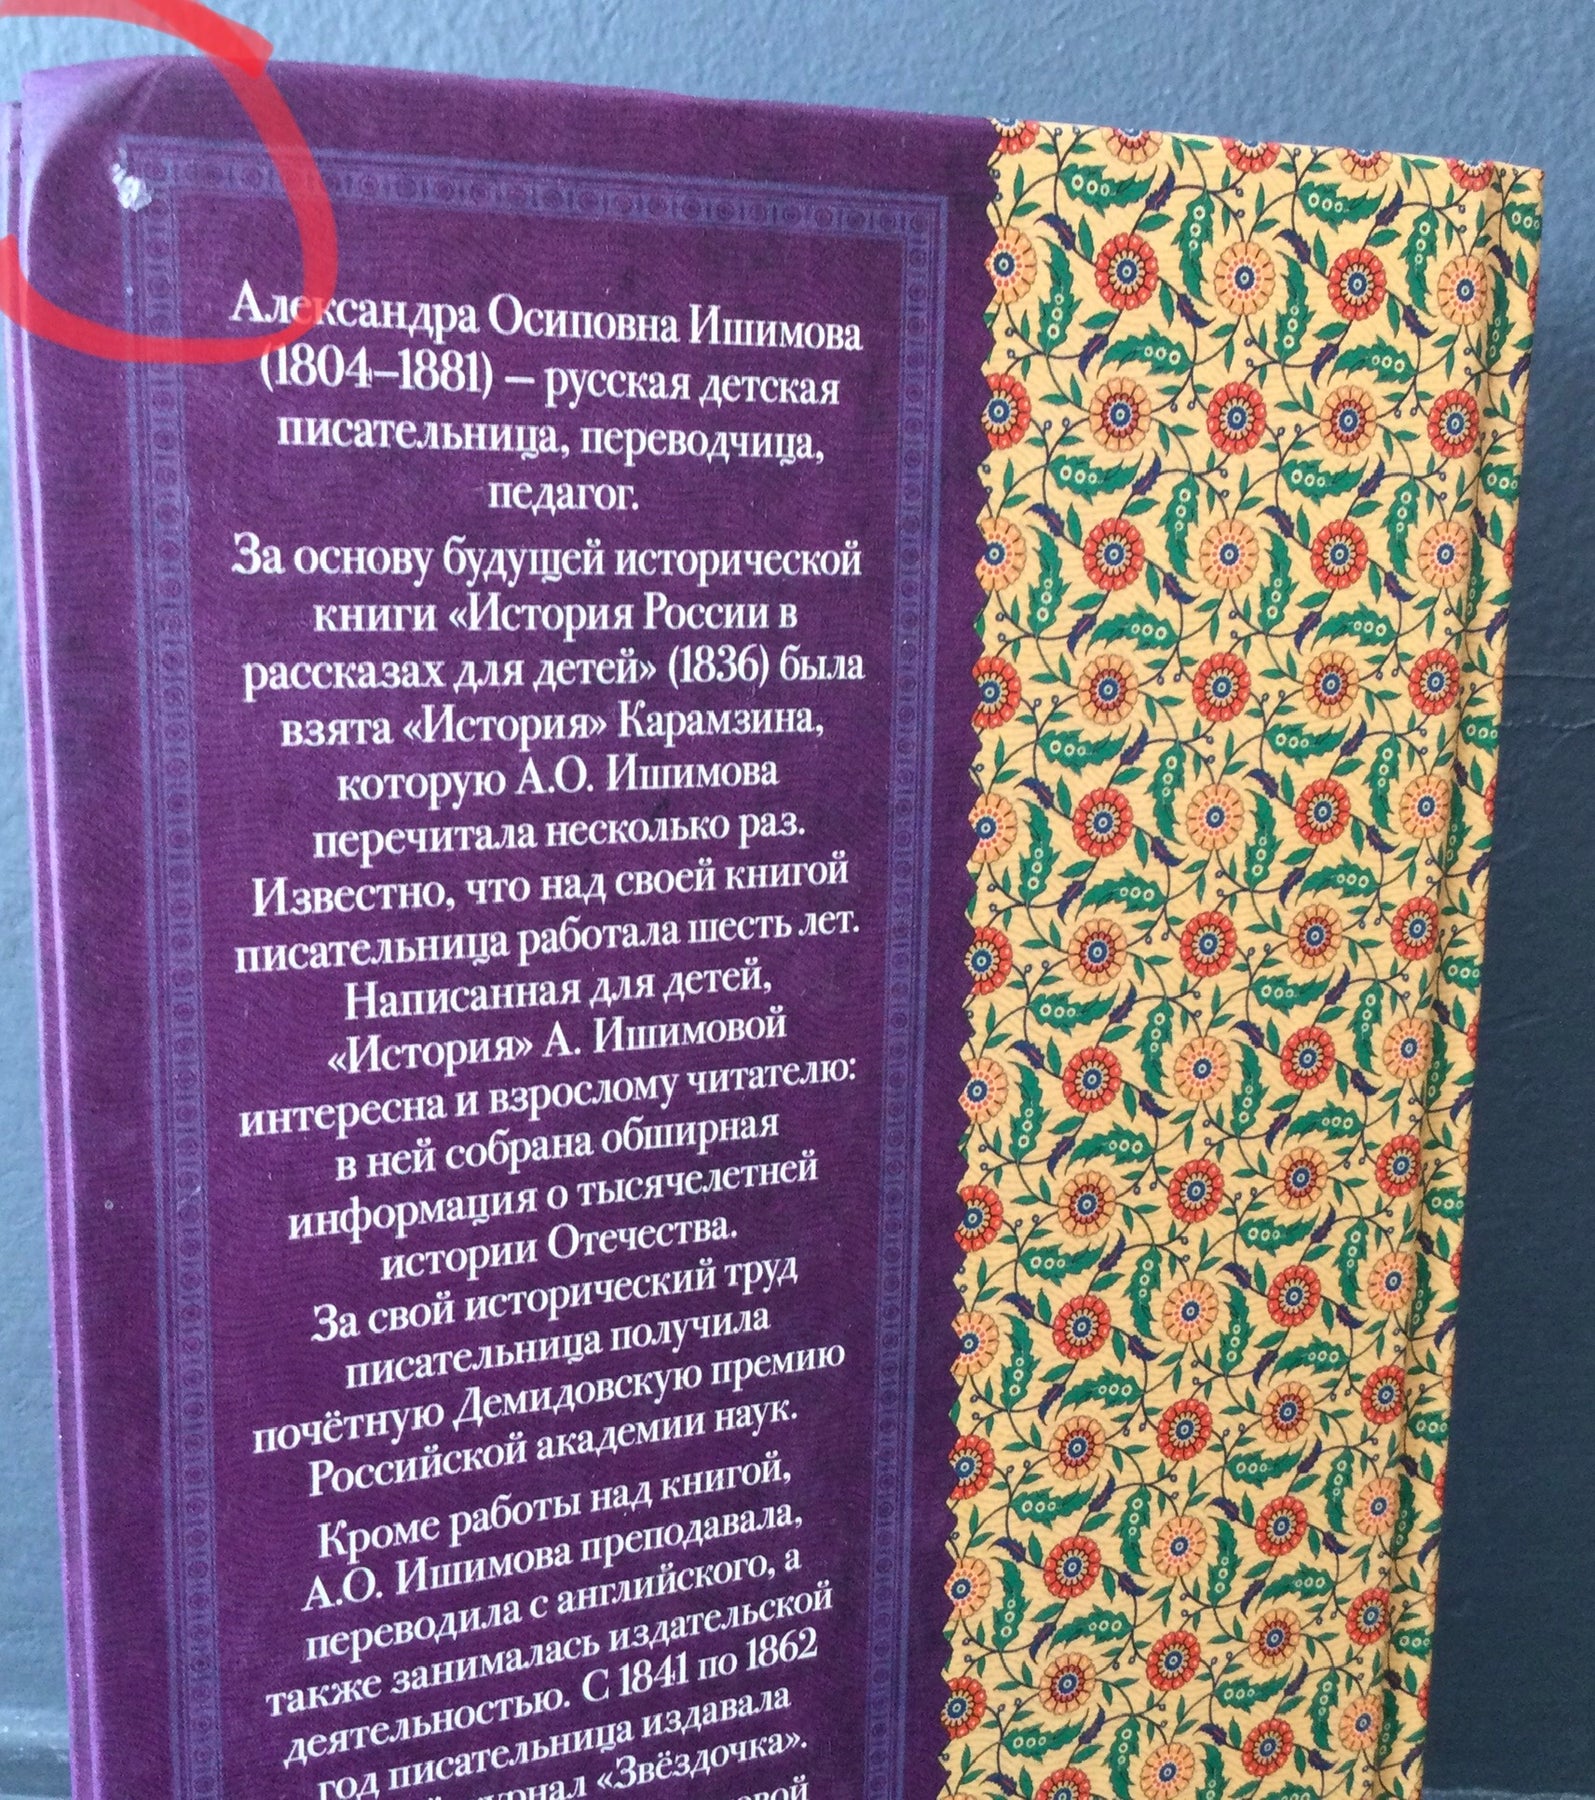 Александра Осиповна Ишимова
(1804–1881) – русская детская
писательница, переводчица,
педагог.
За основу будущей исторической
книги «История России в
рассказах для детей» (1836) была
взята «История» Карамзина,
которую А.О. Ишимова
перечитала несколько раз.
Известно, что над своей книгой
писательница работала шесть лет.
Написанная для детей,
«История» А. Ишимовой
интересна и взрослому читателю:
в ней собрана обширная
информация о тысячелетней
истории Отечества.
За свой исторический труд
писательница получила
почётную Демидовскую премию
Российской академии наук.
Кроме работы над книгой,
А.О. Ишимова преподавала,
переводила с английского, а
также занималась издательской
деятельностью. С 1841 по 1862
год писательница издавала
«Звёздочка».